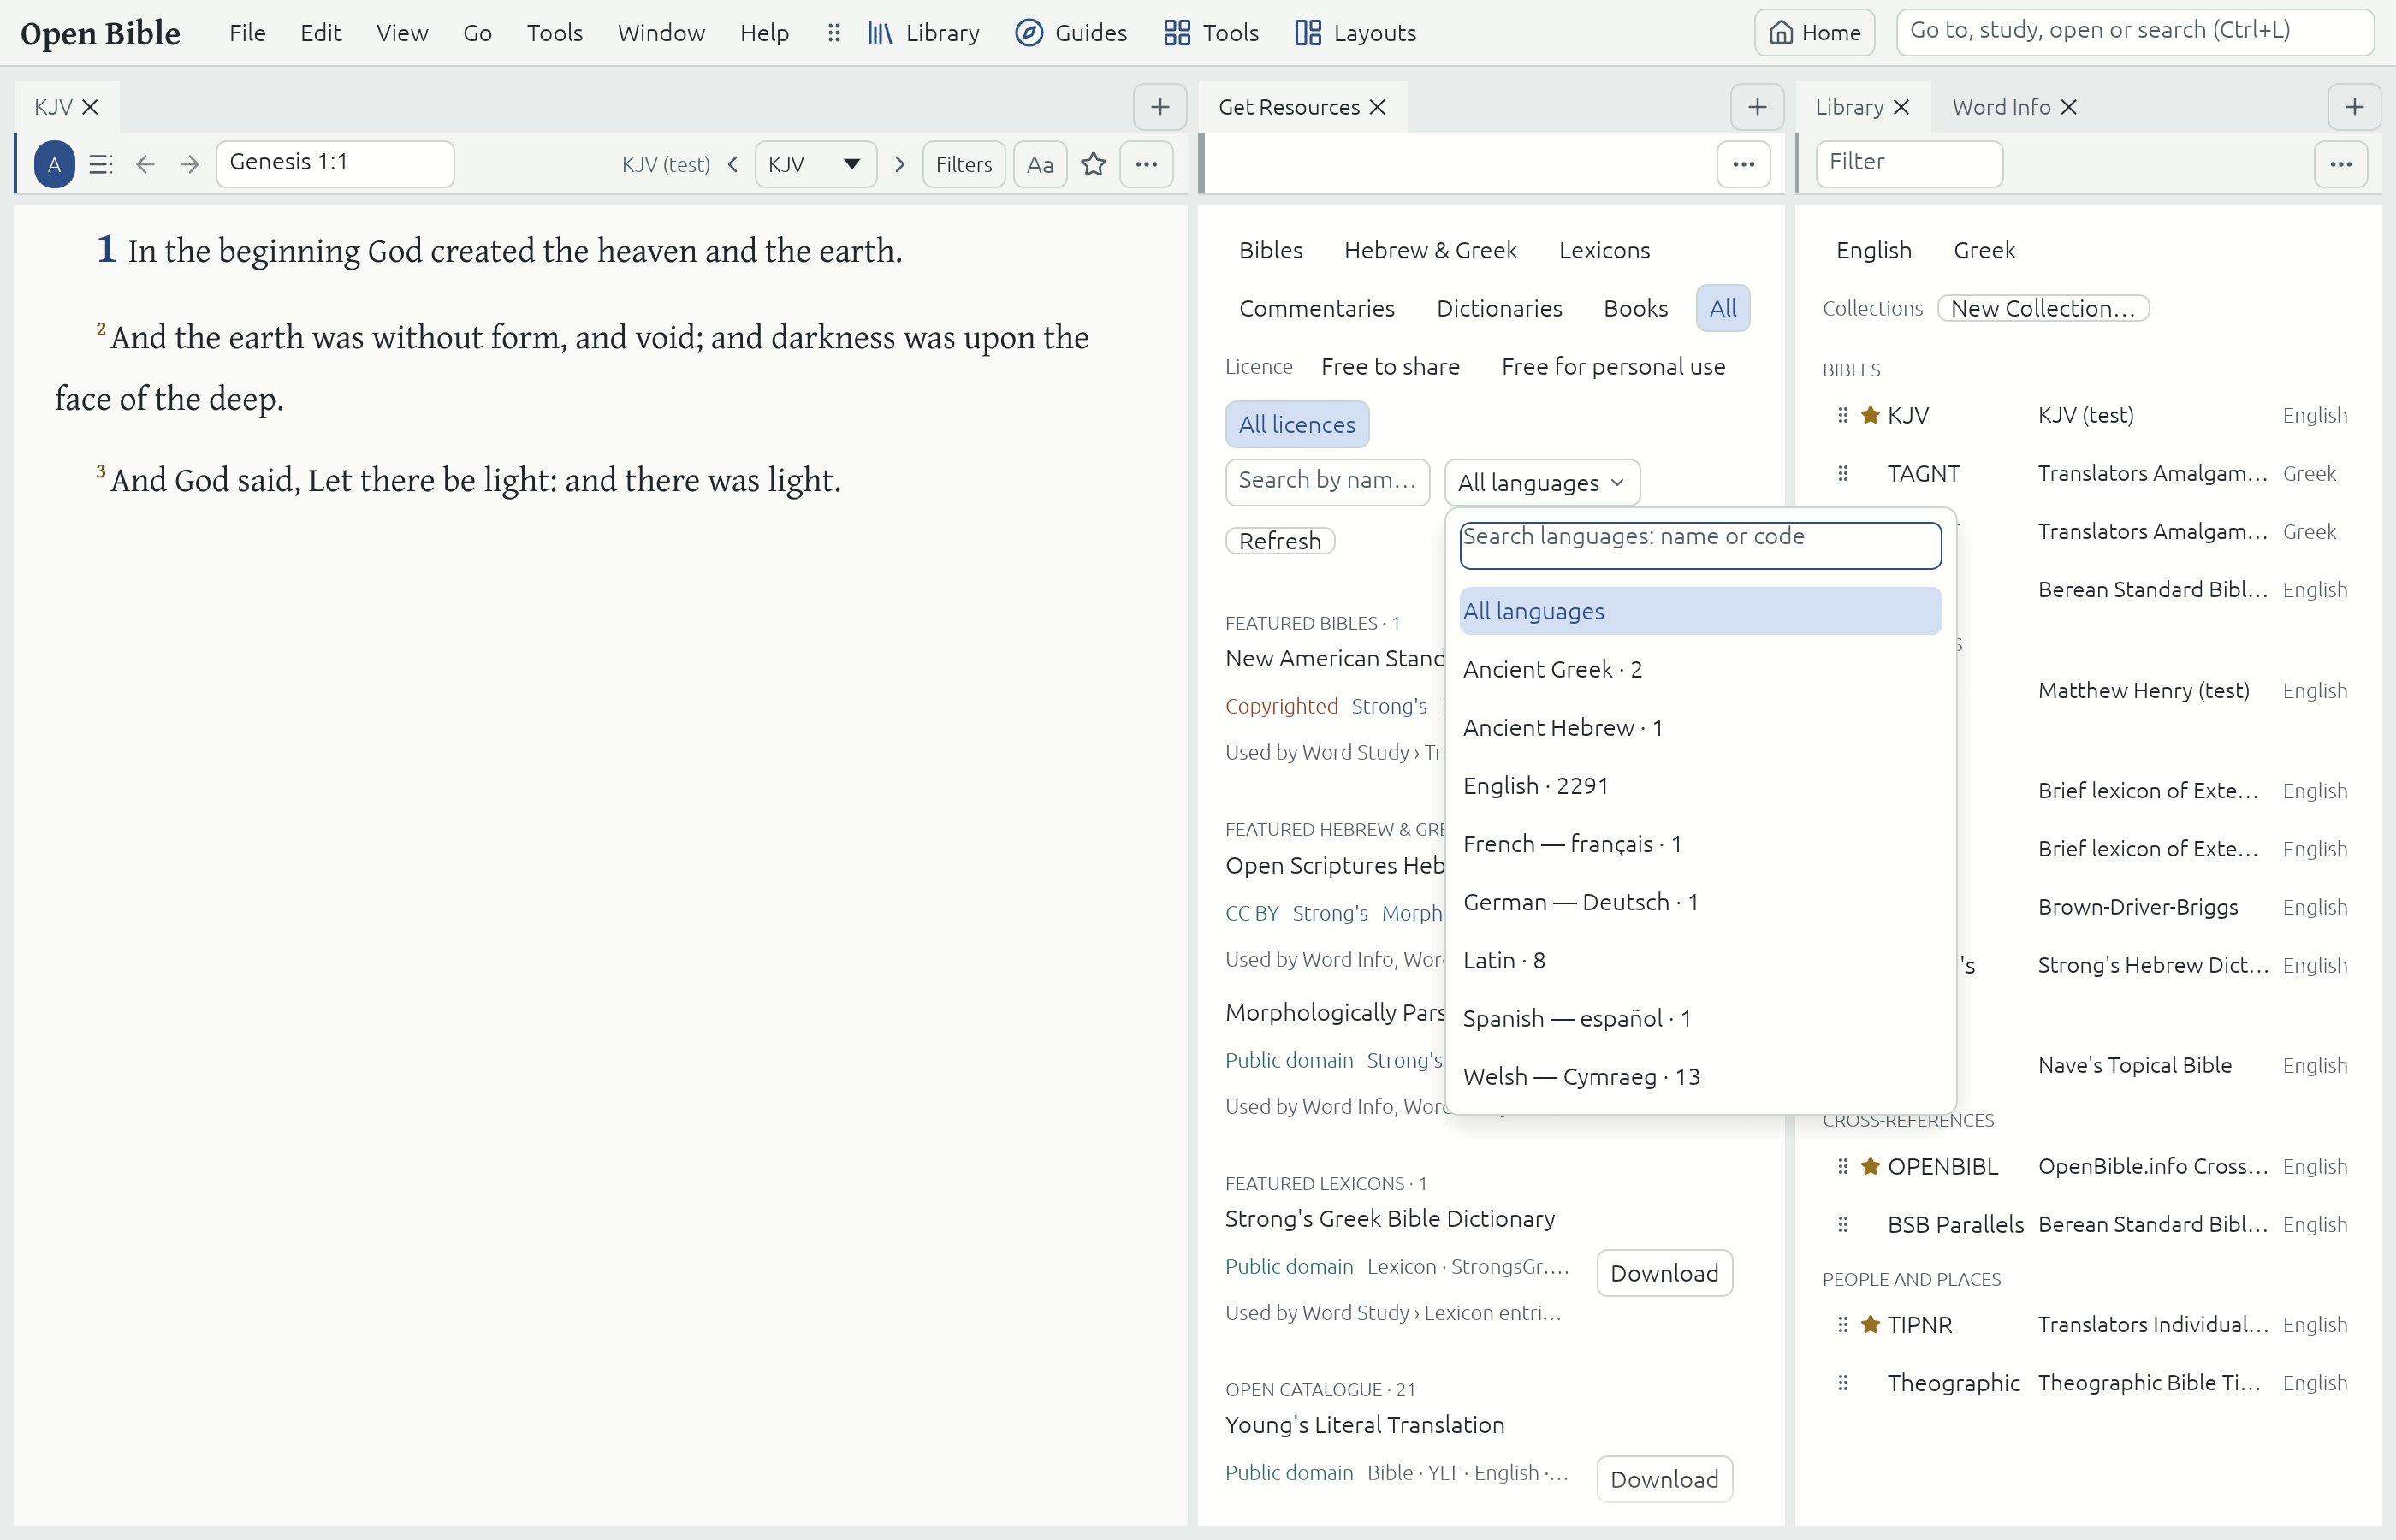 Open Bible File Edit View Go Tools Window Help Library Guides Tools Layouts Home Go to, study, open or search (Ctrl+L)
KJV
A Genesis 1:1 KJV (test) KJV Filters Aa
1 In the beginning God created the heaven and the earth.
2 And the earth was without form, and void; and darkness was upon the
face of the deep.
3 And God said, Let there be light: and there was light.
Get Resources
Bibles Hebrew & Greek Lexicons
Commentaries Dictionaries Books All
Licence Free to share Free for personal use
All licences
Search by nam… All languages
Refresh
Search languages: name or code
All languages
Ancient Greek · 2
Ancient Hebrew · 1
English · 2291
French — français · 1
German — Deutsch · 1
Latin · 8
Spanish — español · 1
Welsh — Cymraeg · 13
FEATURED BIBLES · 1
New American Stand
Copyrighted Strong's
Used by Word Study ›
FEATURED HEBREW &
Open Scriptures Heb
CC BY Strong's Morph
Used by Word Info,
Morphologically Pars
Public domain Strong's
Used by Word Info,
FEATURED LEXICONS · 1
Strong's Greek Bible Dictionary
Public domain Lexicon · StrongsGr.… Download
Used by Word Study › Lexicon entri…
OPEN CATALOGUE · 21
Young's Literal Translation
Public domain Bible · YLT · English ·… Download
Library Word Info
Filter
English Greek
Collections New Collection…
BIBLES
KJV KJV (test) English
TAGNT Translators Amalgam… Greek
Translators Amalgam… Greek
Berean Standard Bibl… English
Matthew Henry (test) English
Brief lexicon of Exte… English
Brief lexicon of Exte… English
Brown-Driver-Briggs English
's Strong's Hebrew Dict… English
Nave's Topical Bible English
CROSS-REFERENCES
OPENBIBL OpenBible.info Cross… English
BSB Parallels Berean Standard Bibl… English
PEOPLE AND PLACES
TIPNR Translators Individual… English
Theographic Theographic Bible Ti… English